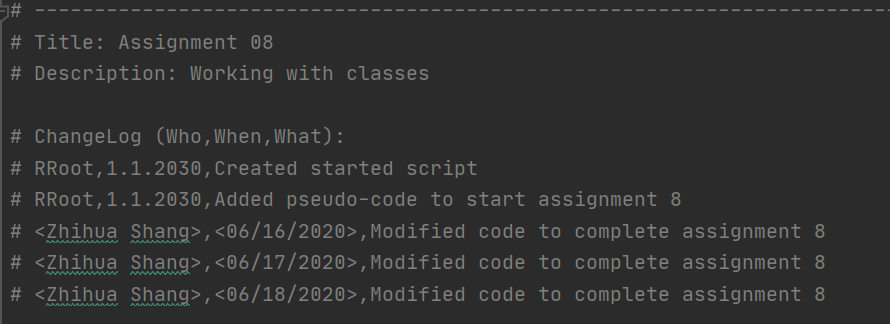 # -----------------------------------------------------------------------
# Title: Assignment 08
# Description: Working with classes
# ChangeLog (Who,When,What):
# RRoot,1.1.2030,Created started script
# RRoot,1.1.2030,Added pseudo-code to start assignment 8
# <Zhihua Shang>,<06/16/2020>,Modified code to complete assignment 8
# <Zhihua Shang>,<06/17/2020>,Modified code to complete assignment 8
# <Zhihua Shang>,<06/18/2020>,Modified code to complete assignment 8